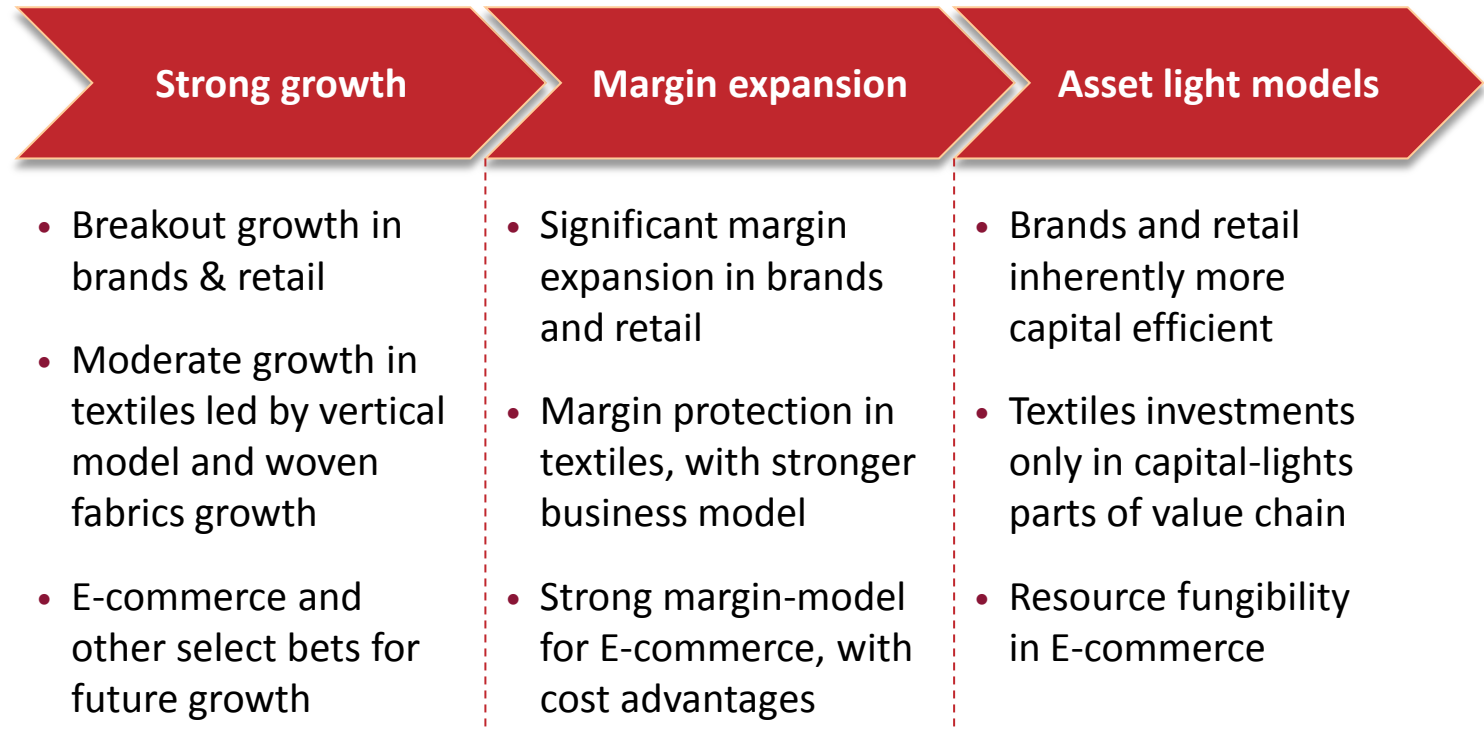 Strong growth
Margin expansion
Asset light models
• Breakout growth in
brands & retail
• Moderate growth in
textiles led by vertical
model and woven
fabrics growth
• E-commerce and
other select bets for
future growth
• Significant margin
expansion in brands
and retail
• Margin protection in
textiles, with stronger
business model
• Strong margin-model
for E-commerce, with
cost advantages
• Brands and retail
inherently more
capital efficient
• Textiles investments
only in capital-lights
parts of value chain
• Resource fungibility
in E-commerce